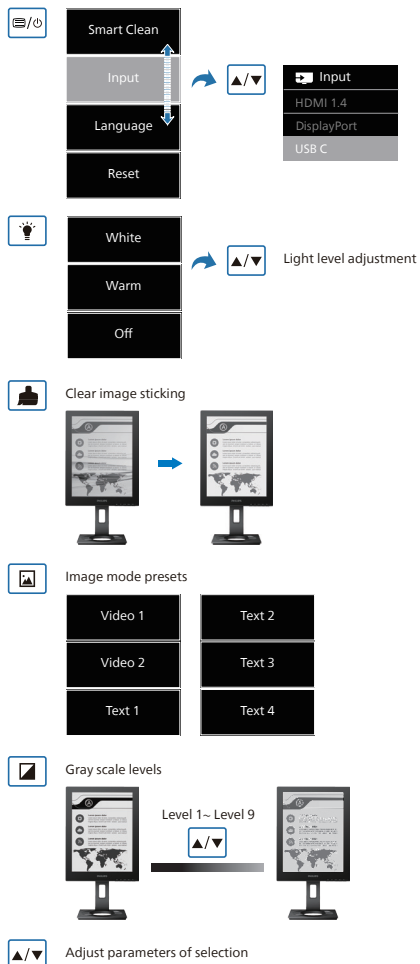 Smart Clean
Input
Language
Reset
Input
HDMI 1.4
DisplayPort
USB C
White
Warm
Off
Light level adjustment
Clear image sticking
Image mode presets
Video 1
Video 2
Text 1
Text 2
Text 3
Text 4
Gray scale levels
Level 1~ Level 9
Adjust parameters of selection